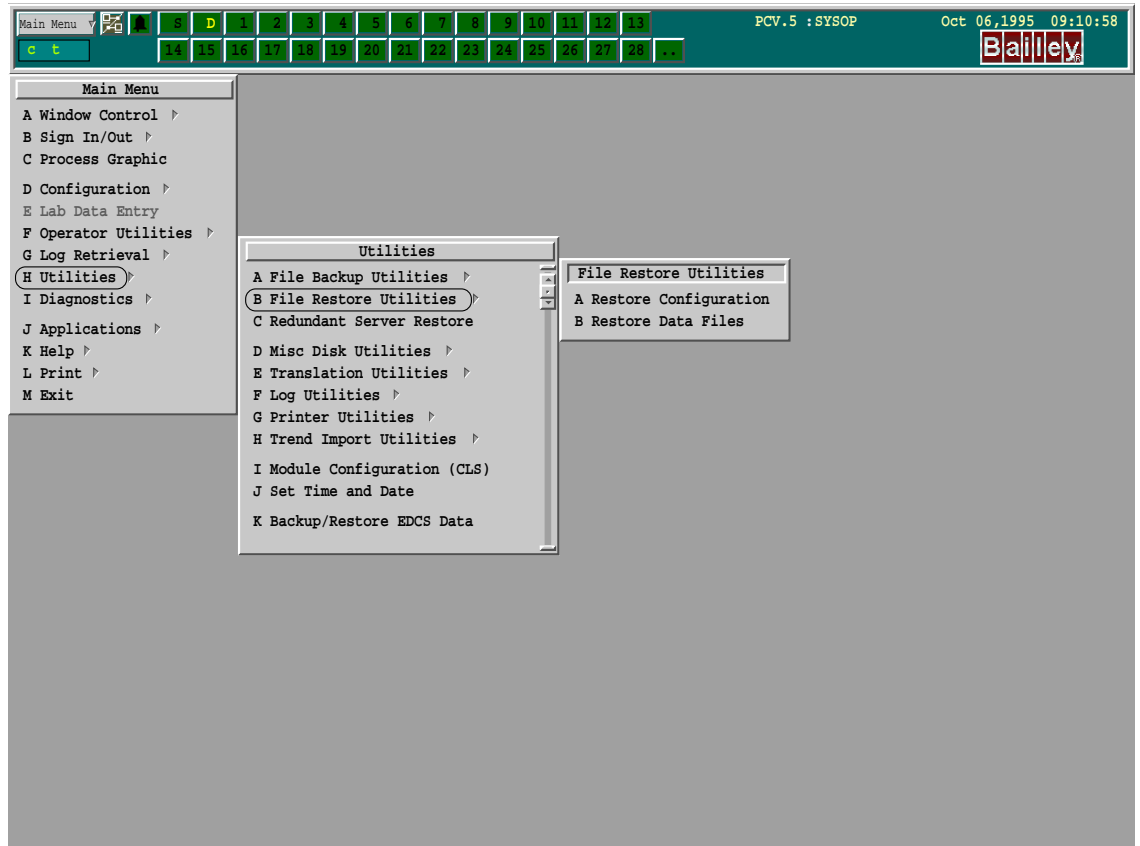 Main Menu S D 1 2 3 4 5 6 7 8 9 10 11 12 13 PCV.5 :SYSOP Oct 06,1995 09:10:58
c t 14 15 16 17 18 19 20 21 22 23 24 25 26 27 28 .. Bailey®
Main Menu
A Window Control
B Sign In/Out
C Process Graphic
D Configuration
E Lab Data Entry
F Operator Utilities
G Log Retrieval
H Utilities
I Diagnostics
J Applications
K Help
L Print
M Exit
Utilities
A File Backup Utilities
B File Restore Utilities
C Redundant Server Restore
D Misc Disk Utilities
E Translation Utilities
F Log Utilities
G Printer Utilities
H Trend Import Utilities
I Module Configuration (CLS)
J Set Time and Date
K Backup/Restore EDCS Data
File Restore Utilities
A Restore Configuration
B Restore Data Files